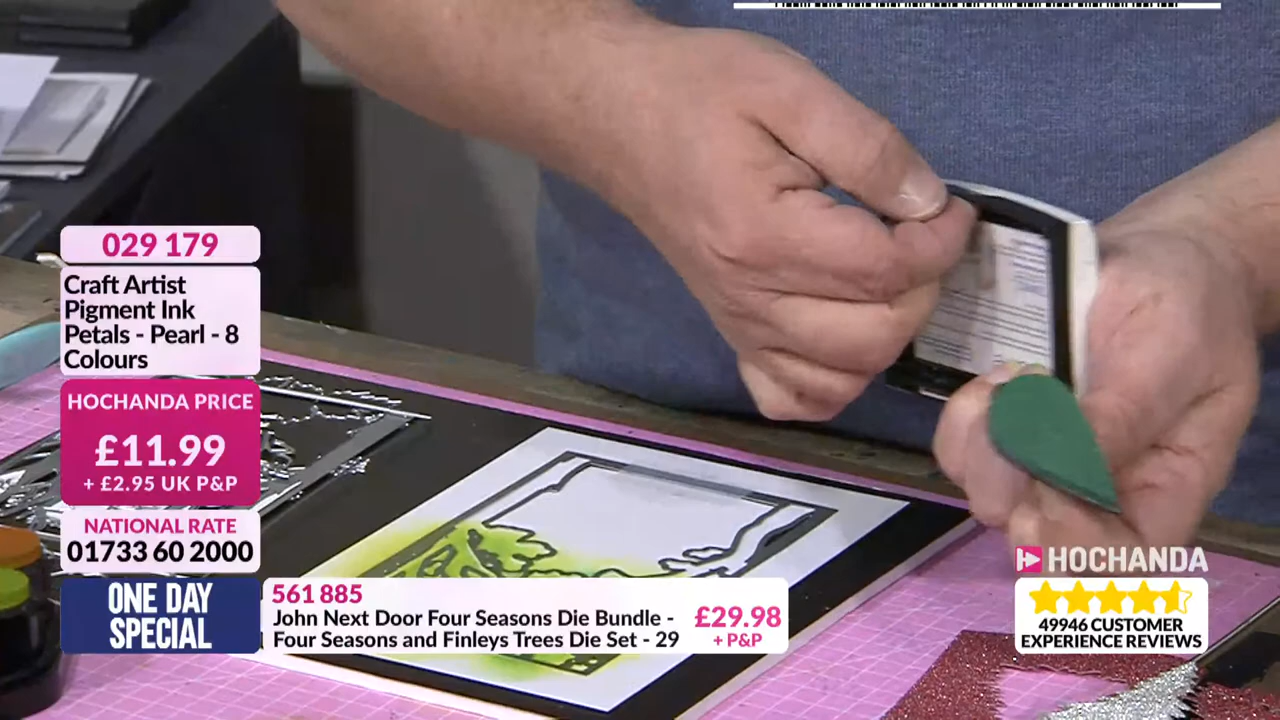 029 179
Craft Artist
Pigment Ink
Petals - Pearl - 8
Colours
HOCHANDA PRICE
£11.99
+ £2.95 UK P&P
NATIONAL RATE
01733 60 2000
ONE DAY
SPECIAL
561 885
John Next Door Four Seasons Die Bundle -
Four Seasons and Finleys Trees Die Set - 29
£29.98
+ P&P
HOCHANDA
49946 CUSTOMER
EXPERIENCE REVIEWS